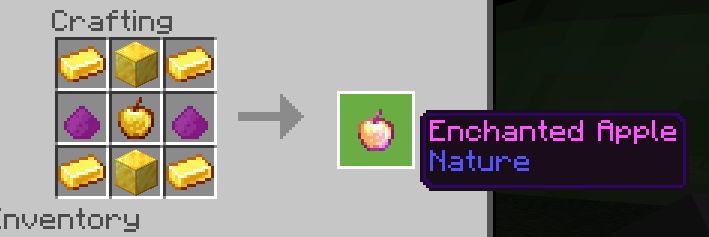 Crafting
Enchanted Apple
Nature
Inventory